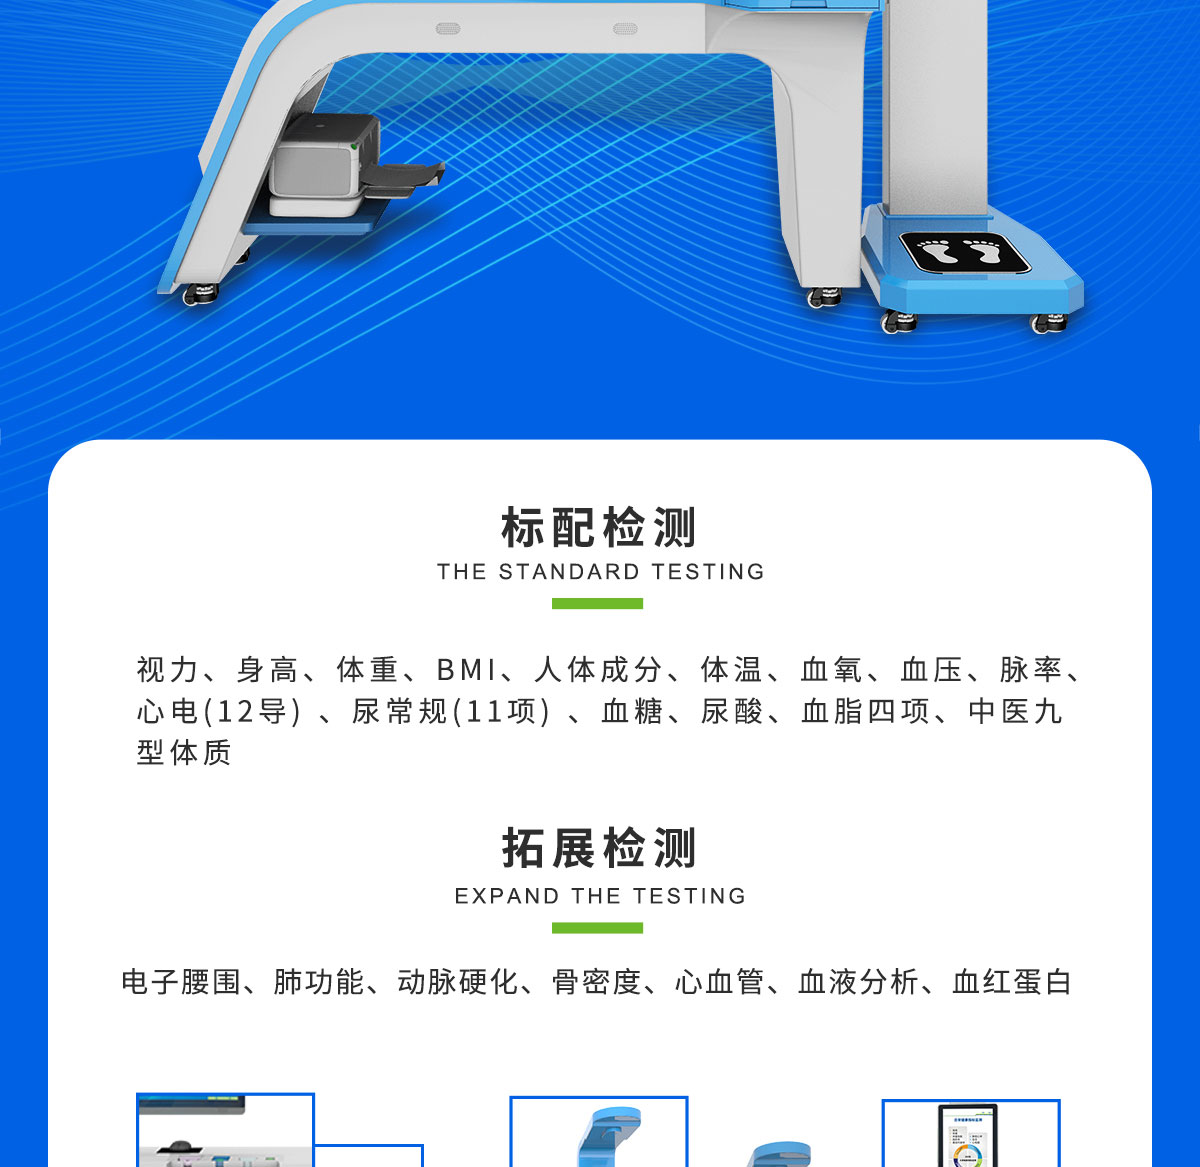 标配检测
THE STANDARD TESTING
视力、身高、体重、BMI、人体成分、体温、血氧、血压、脉率、
心电(12导) 、尿常规(11项) 、血糖、尿酸、血脂四项、中医九
型体质
拓展检测
EXPAND THE TESTING
电子腰围、肺功能、动脉硬化、骨密度、心血管、血液分析、血红蛋白